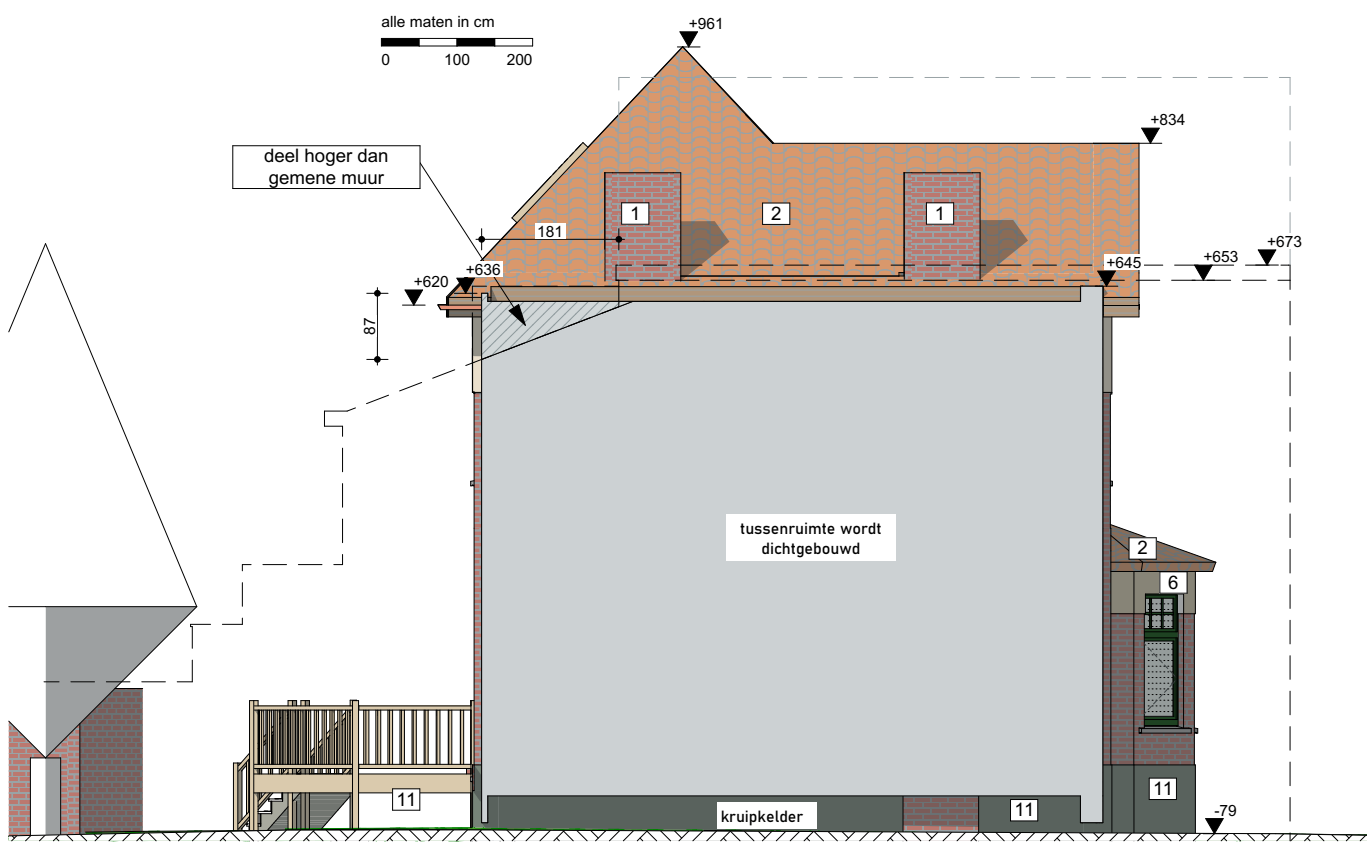 alle maten in cm
0 100 200
+961
+834
deel hoger dan
gemene muur
1
2
1
181
+673
+653
+645
+636
+620
87
tussenruimte wordt
dichtgebouwd
2
6
11
kruipkelder
11
11
-79